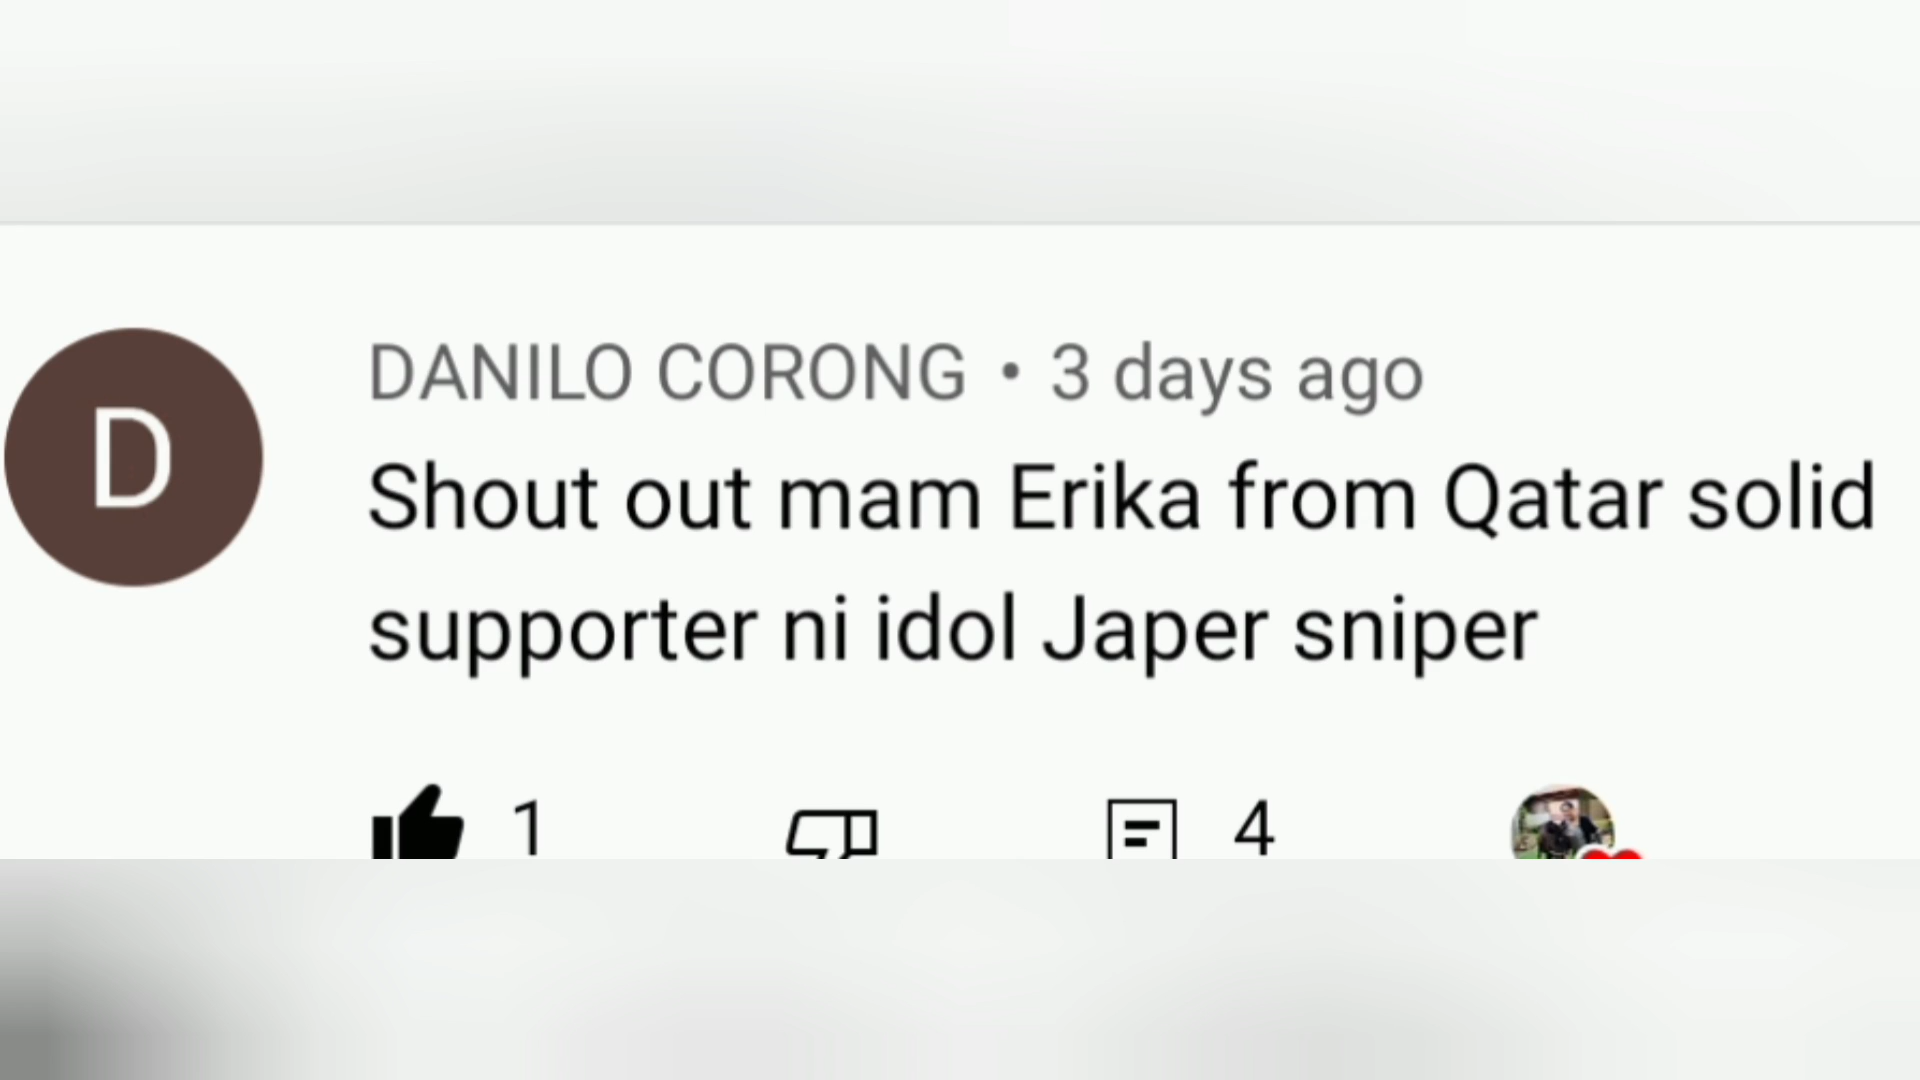 D
DANILO CORONG • 3 days ago
Shout out mam Erika from Qatar solid
supporter ni idol Japer sniper
1
4